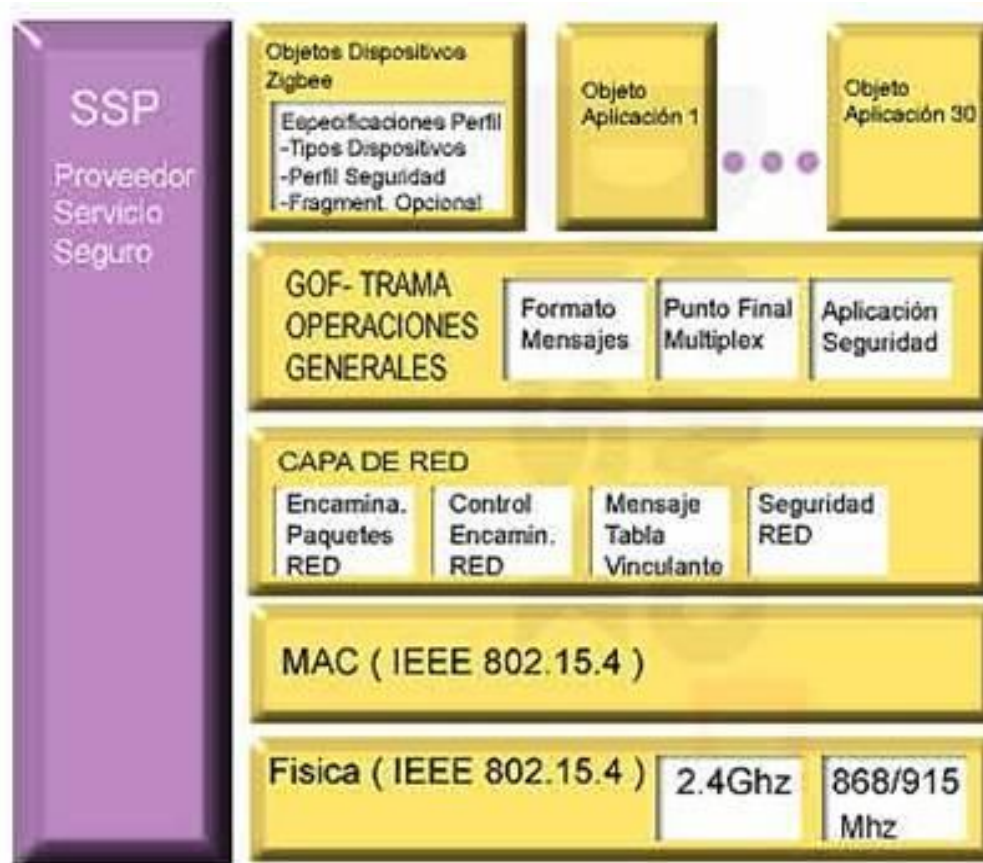 SSP
Proveedor
Servicio
Seguro
Objetos Dispositivos
Zigbee
Especificaciones Perfil
-Tipos Dispositivos
-Perfil Seguridad
-Fragment. Opcional
Objeto
Aplicación 1
Objeto
Aplicación 30
GOF- TRAMA
OPERACIONES
GENERALES
Formato
Mensajes
Punto Final
Multiplex
Aplicación
Seguridad
CAPA DE RED
Encamina.
Paquetes
RED
Control
Encamin.
RED
Mensaje
Tabla
Vinculante
Seguridad
RED
MAC ( IEEE 802.15.4 )
Fisica ( IEEE 802.15.4 )
2.4Ghz
868/915
Mhz